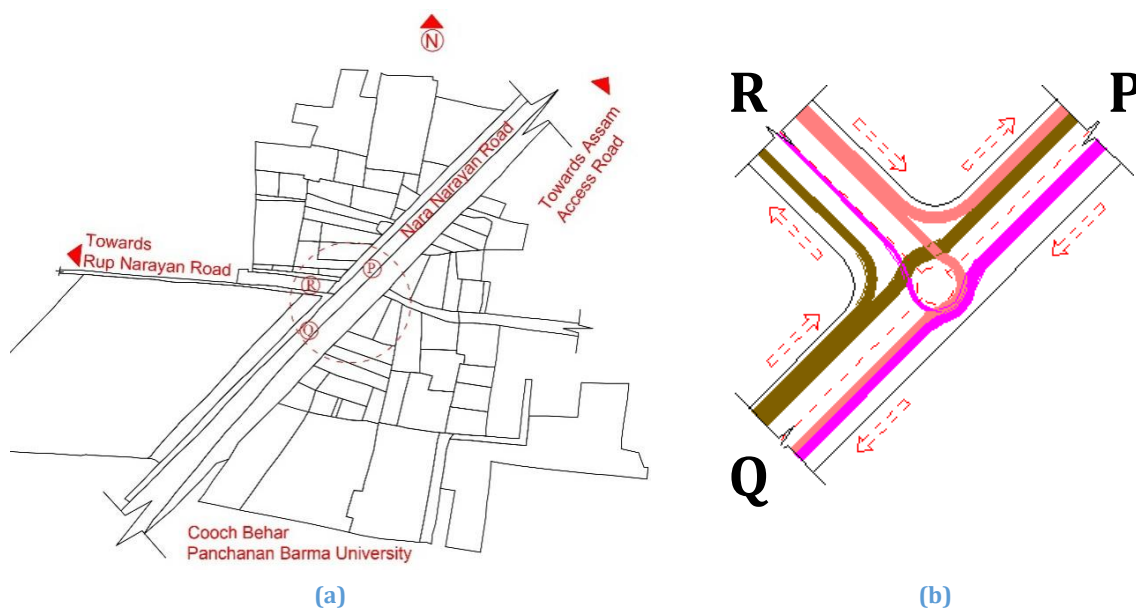 N
Nara Narayan Road
Towards Assam
Access Road
Towards
Rup Narayan Road
P
R
Q
Cooch Behar
Panchanan Barma University
(a)
R
P
Q
(b)